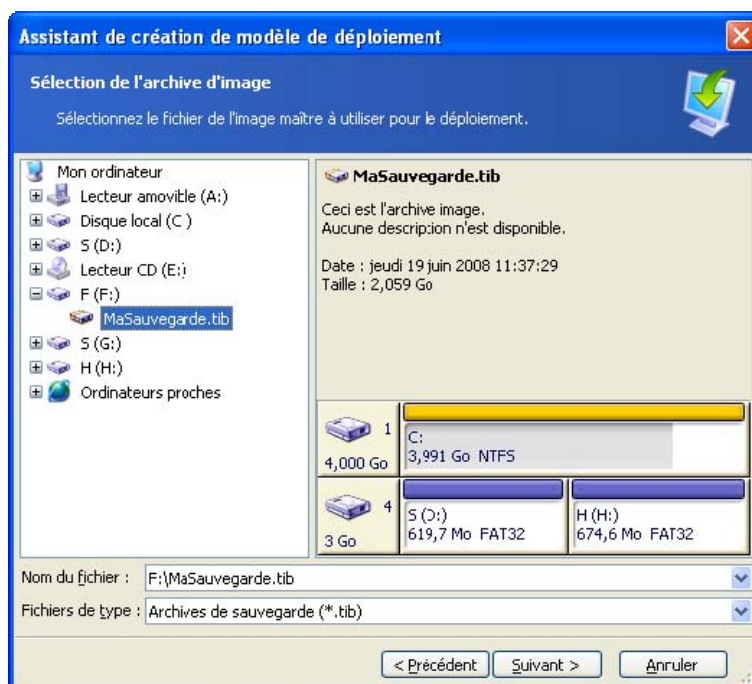 Assistant de création de modèle de déploiement
Sélection de l'archive d'image
Sélectionnez le fichier de l'image maître à utiliser pour le déploiement.
Mon ordinateur
Lecteur amovible (A:)
Disque local (C )
S (D:)
Lecteur CD (E:)
F (F:)
MaSauvegarde.tib
S (G:)
H (H:)
Ordinateurs proches
MaSauvegarde.tib
Ceci est l'archive image.
Aucune description n'est disponible.
Date : jeudi 19 juin 2008 11:37:29
Taille : 2,059 Go
1
4,000 Go
C:
3,991 Go NTFS
4
3 Go
S (D:)
619,7 Mo FAT32
H (H:)
674,6 Mo FAT32
Nom du fichier : F:\MaSauvegarde.tib
Fichiers de type : Archives de sauvegarde (*.tib)
< Précédent
Suivant >
Annuler